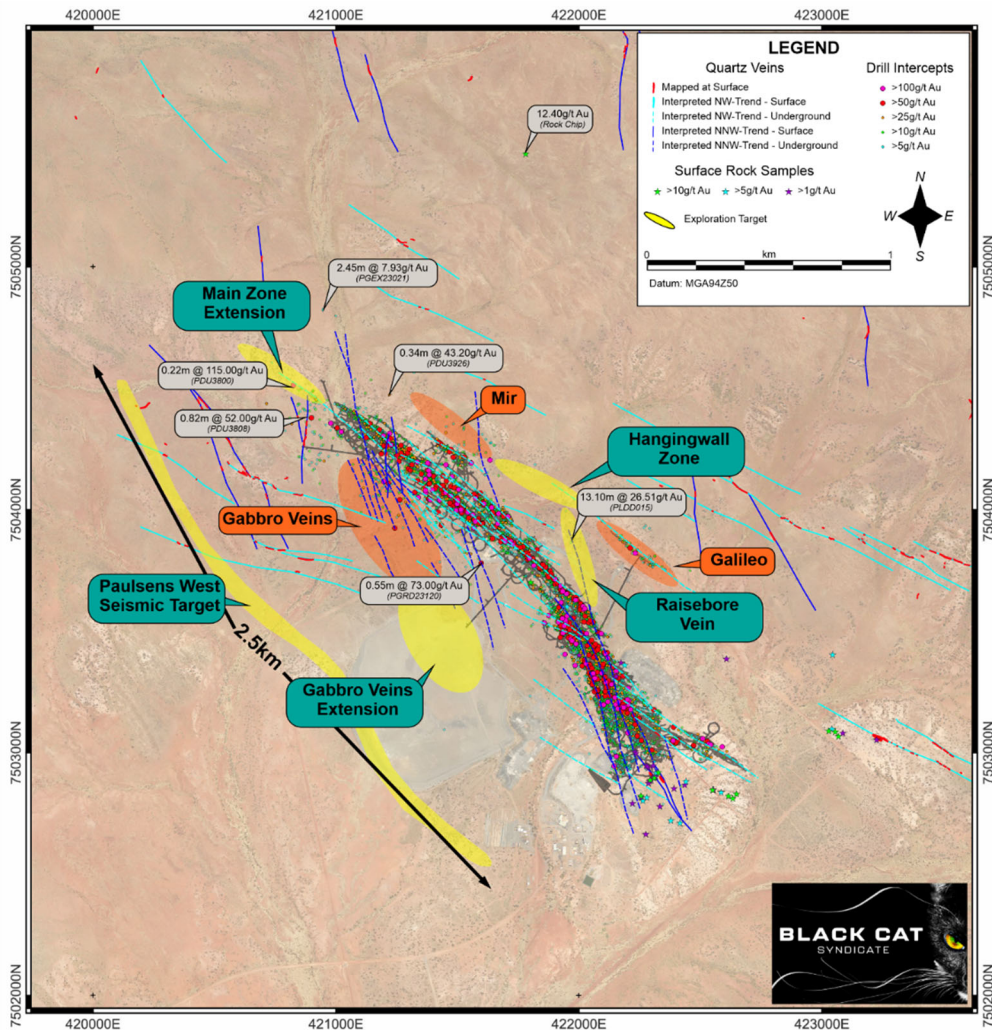 420000E 421000E 422000E 423000E
LEGEND
Quartz Veins
Mapped at Surface
Interpreted NW-Trend - Surface
Interpreted NW-Trend - Underground
Interpreted NNW-Trend - Surface
Interpreted NNW-Trend - Underground
Drill Intercepts
>100g/t Au
>50g/t Au
>25g/t Au
>10g/t Au
>5g/t Au
Surface Rock Samples
>10g/t Au >5g/t Au >1g/t Au
Exploration Target
N
W E
S
km
0 1
Datum: MGA94Z50
12.40g/t Au
(Rock Chip)
7505000N 7505000N
2.45m @ 7.93g/t Au
(PGEX23021)
Main Zone
Extension
0.34m @ 43.20g/t Au
(PDU3926)
0.22m @ 115.00g/t Au
(PDU3800)
Mir
0.82m @ 52.00g/t Au
(PDU3808)
Hangingwall
Zone
13.10m @ 26.51g/t Au
(PLDD015)
7504000N 7504000N
Gabbro Veins
Galileo
0.55m @ 73.00g/t Au
(PGRD23120)
Paulsens West
Seismic Target
Raisebore
Vein
2.5km
Gabbro Veins
Extension
7503000N 7503000N
BLACK CAT
SYNDICATE
7502000N 7502000N
420000E 421000E 422000E 423000E